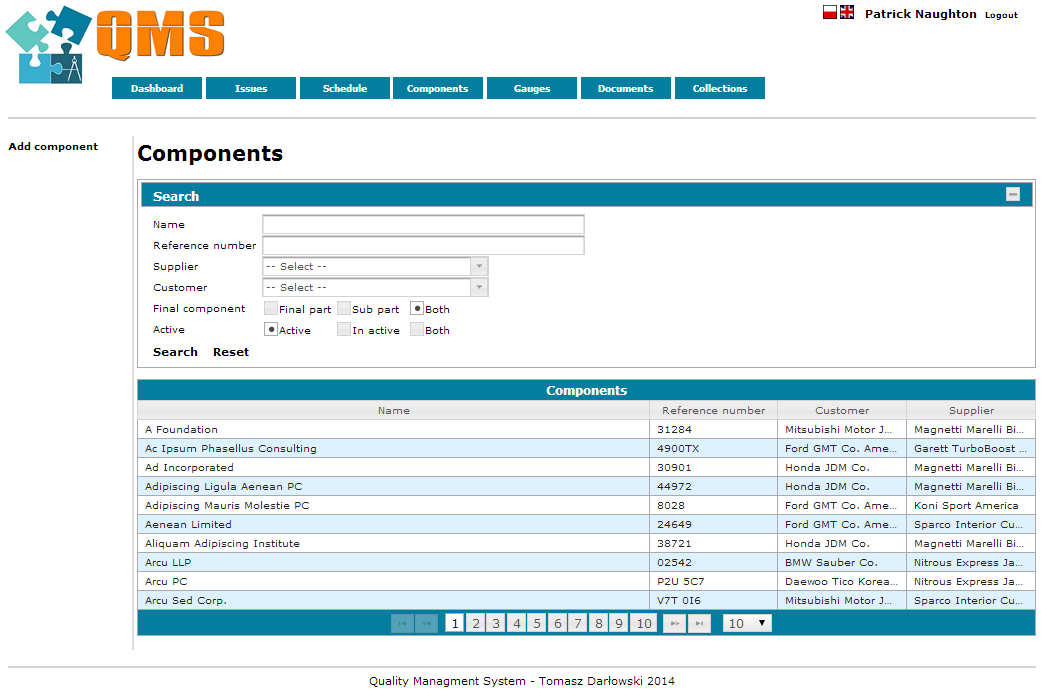 QMS
Patrick Naughton Logout
Dashboard Issues Schedule Components Gauges Documents Collections
Add component
Components
Search
Name
Reference number
Supplier -- Select --
Customer -- Select --
Final component Final part Sub part Both
Active Active In active Both
Search Reset
Components
Name Reference number Customer Supplier
A Foundation 31284 Mitsubishi Motor J... Magnetti Marelli Bi...
Ac Ipsum Phasellus Consulting 4900TX Ford GMT Co. Ame... Garett TurboBoost ...
Ad Incorporated 30901 Honda JDM Co. Magnetti Marelli Bi...
Adipiscing Ligula Aenean PC 44972 Honda JDM Co. Magnetti Marelli Bi...
Adipiscing Mauris Molestie PC 8028 Ford GMT Co. Ame... Koni Sport America
Aenean Limited 24649 Ford GMT Co. Ame... Sparco Interior Cu...
Aliquam Adipiscing Institute 38721 Honda JDM Co. Magnetti Marelli Bi...
Arcu LLP 02542 BMW Sauber Co. Nitrous Express Ja...
Arcu PC P2U 5C7 Daewoo Tico Korea... Nitrous Express Ja...
Arcu Sed Corp. V7T 0I6 Mitsubishi Motor J... Sparco Interior Cu...
1 2 3 4 5 6 7 8 9 10 10
Quality Managment System - Tomasz Darłowski 2014